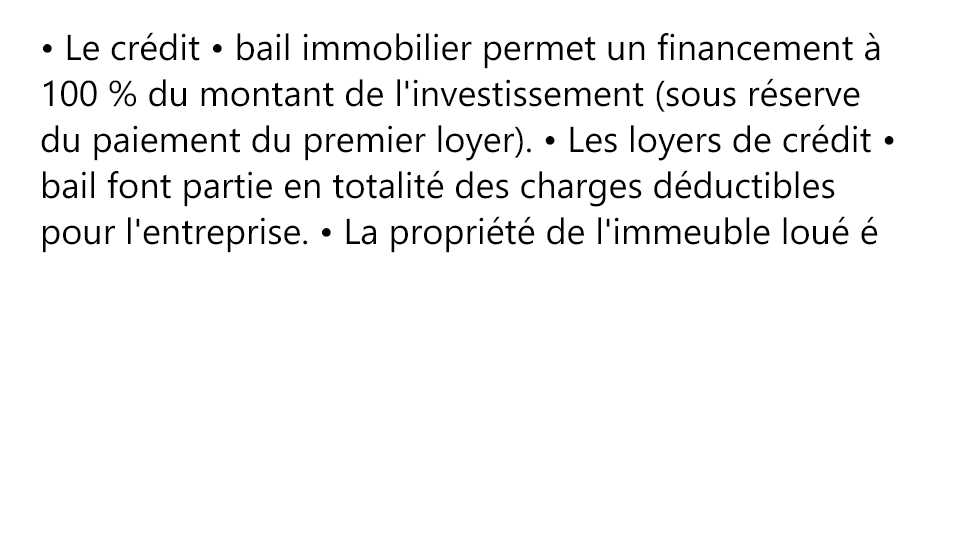 • Le crédit • bail immobilier permet un financement à
100 % du montant de l'investissement (sous réserve
du paiement du premier loyer). • Les loyers de crédit •
bail font partie en totalité des charges déductibles
pour l'entreprise. • La propriété de l'immeuble loué é